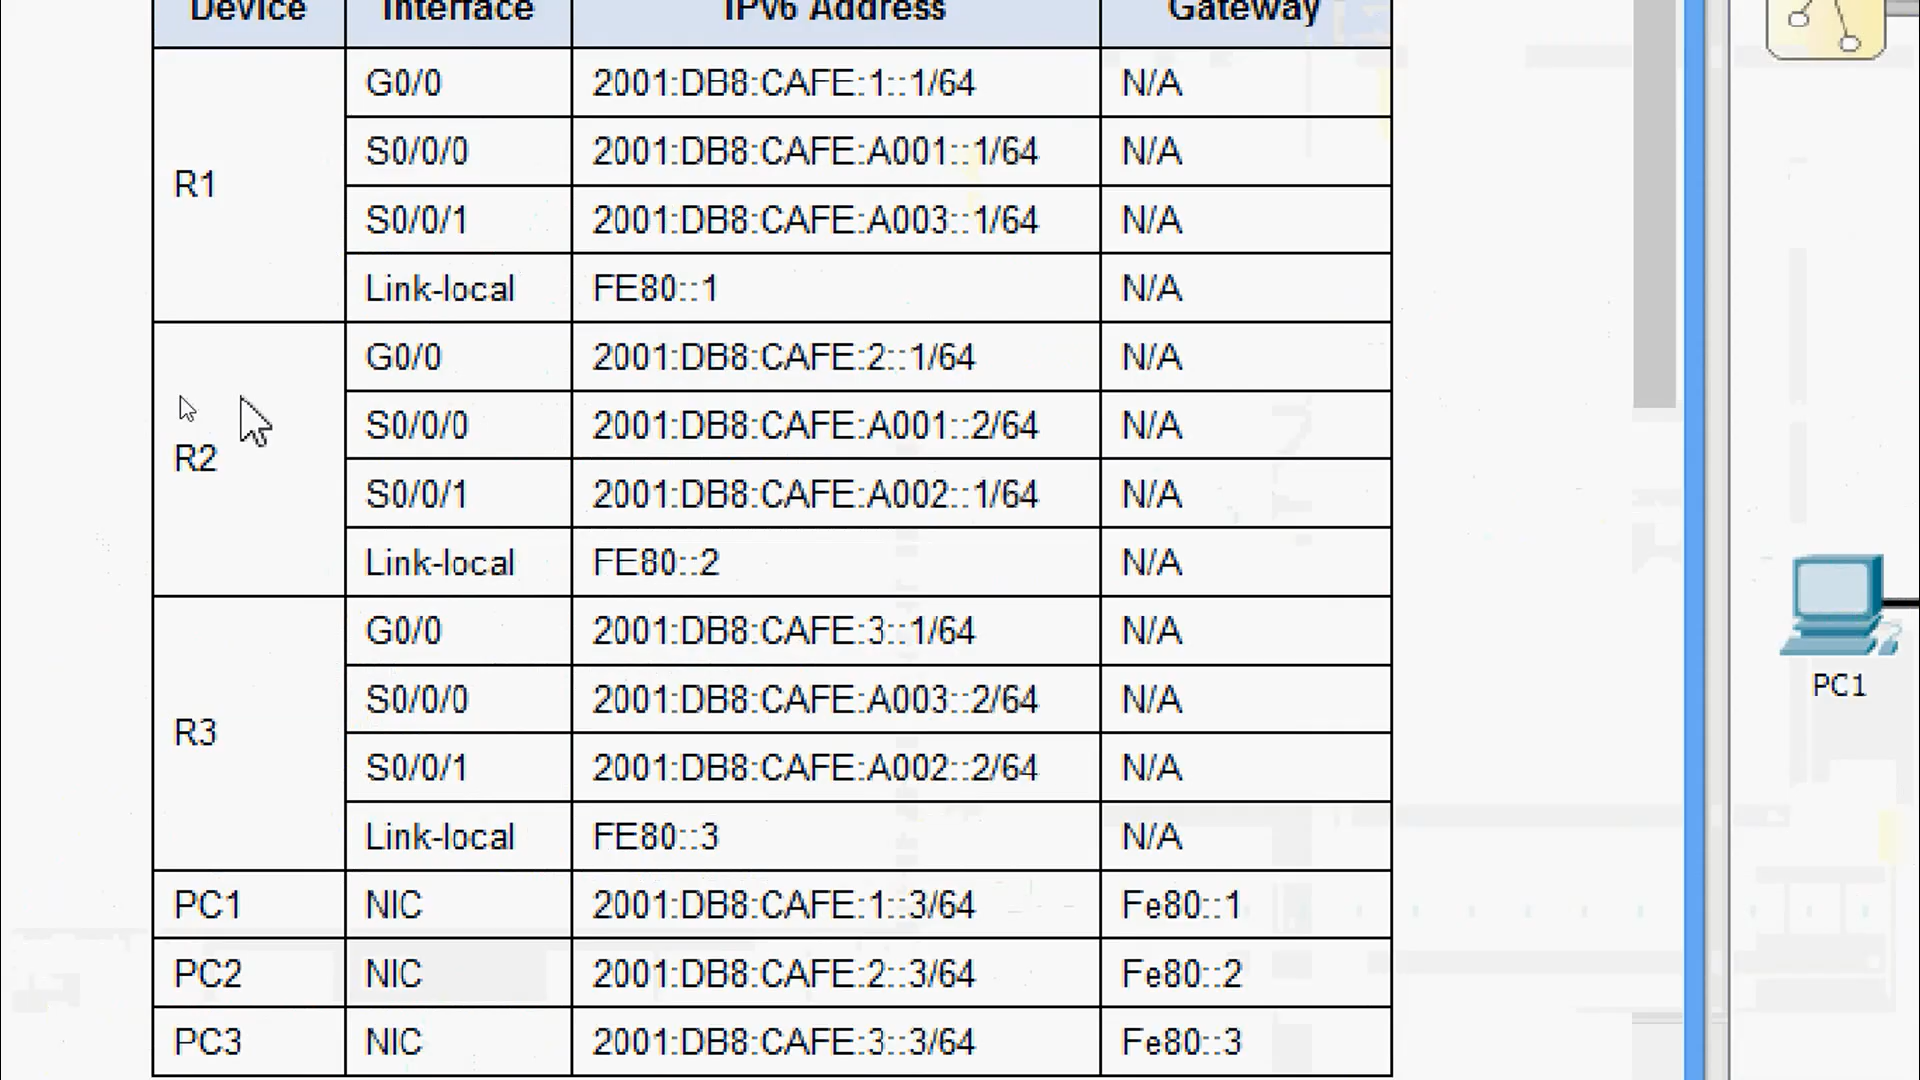 Device Interface IPv6 Address Gateway
R1 G0/0 2001:DB8:CAFE:1::1/64 N/A
S0/0/0 2001:DB8:CAFE:A001::1/64 N/A
S0/0/1 2001:DB8:CAFE:A003::1/64 N/A
Link-local FE80::1 N/A
R2 G0/0 2001:DB8:CAFE:2::1/64 N/A
S0/0/0 2001:DB8:CAFE:A001::2/64 N/A
S0/0/1 2001:DB8:CAFE:A002::1/64 N/A
Link-local FE80::2 N/A
R3 G0/0 2001:DB8:CAFE:3::1/64 N/A
S0/0/0 2001:DB8:CAFE:A003::2/64 N/A
S0/0/1 2001:DB8:CAFE:A002::2/64 N/A
Link-local FE80::3 N/A
PC1 NIC 2001:DB8:CAFE:1::3/64 Fe80::1
PC2 NIC 2001:DB8:CAFE:2::3/64 Fe80::2
PC3 NIC 2001:DB8:CAFE:3::3/64 Fe80::3
PC1